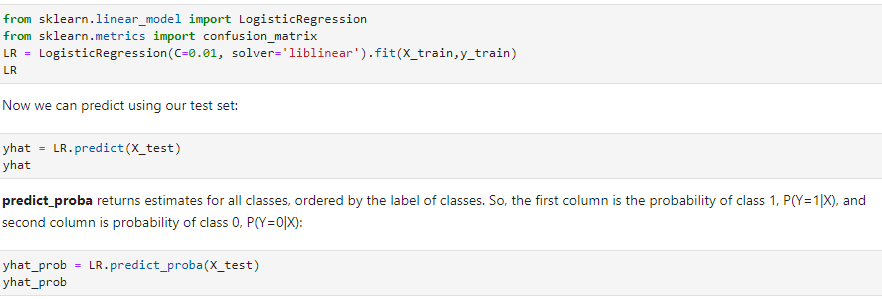 from sklearn.linear_model import LogisticRegression
from sklearn.metrics import confusion_matrix
LR = LogisticRegression(C=0.01, solver='liblinear').fit(X_train,y_train)
LR
Now we can predict using our test set:
yhat = LR.predict(X_test)
yhat
predict_proba returns estimates for all classes, ordered by the label of classes. So, the first column is the probability of class 1, P(Y=1|X), and
second column is probability of class 0, P(Y=0|X):
yhat_prob = LR.predict_proba(X_test)
yhat_prob